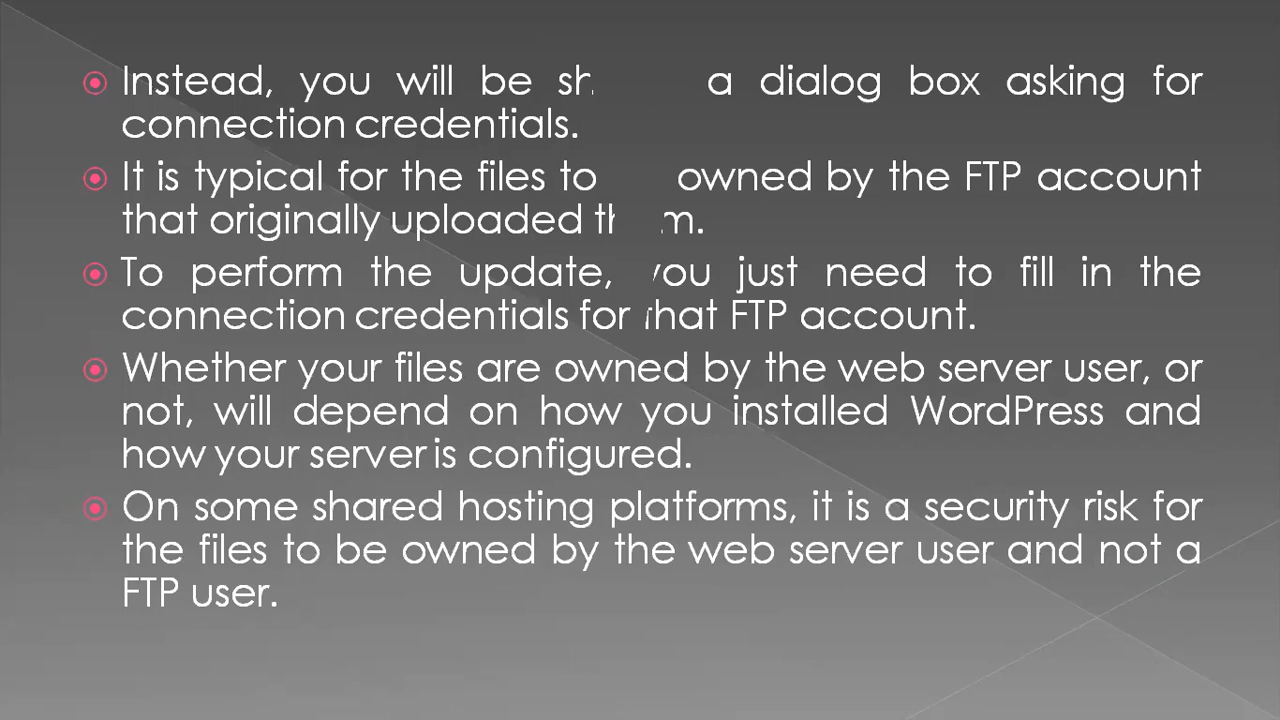 Instead, you will be a dialog box asking for
connection credentials.
It is typical for the files to owned by the FTP account
that originally uploaded
To perform the update, you just need to fill in the
connection credentials for that FTP account.
Whether your files are owned by the web server user, or
not, will depend on how you installed WordPress and
how your server is configured.
On some shared hosting platforms, it is a security risk for
the files to be owned by the web server user and not a
FTP user.